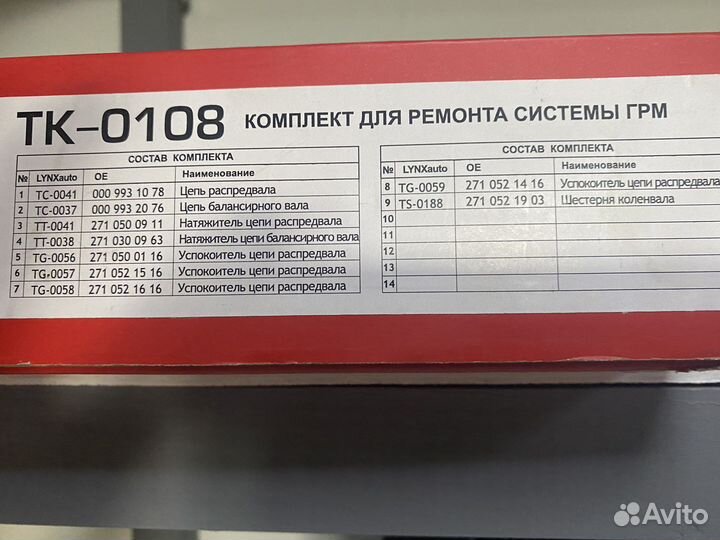 TK-0108 КОМПЛЕКТ ДЛЯ РЕМОНТА СИСТЕМЫ ГРМ
СОСТАВ КОМПЛЕКТА
№ LYNXauto OE Наименование
1 TC-0041 000 993 10 78 Цепь распредвала
2 TC-0037 000 993 20 76 Цепь балансирного вала
3 TT-0041 271 050 09 11 Натяжитель цепи распредвала
4 TT-0038 271 030 09 63 Натяжитель цепи балансирного вала
5 TG-0056 271 050 01 16 Успокоитель цепи распредвала
6 TG-0057 271 052 15 16 Успокоитель цепи распредвала
7 TG-0058 271 052 16 16 Успокоитель цепи распредвала
СОСТАВ КОМПЛЕКТА
№ LYNXauto OE Наименование
8 TG-0059 271 052 14 16 Успокоитель цепи распредвала
9 TS-0188 271 052 19 03 Шестерня коленвала
10
11
12
13
14
Avito